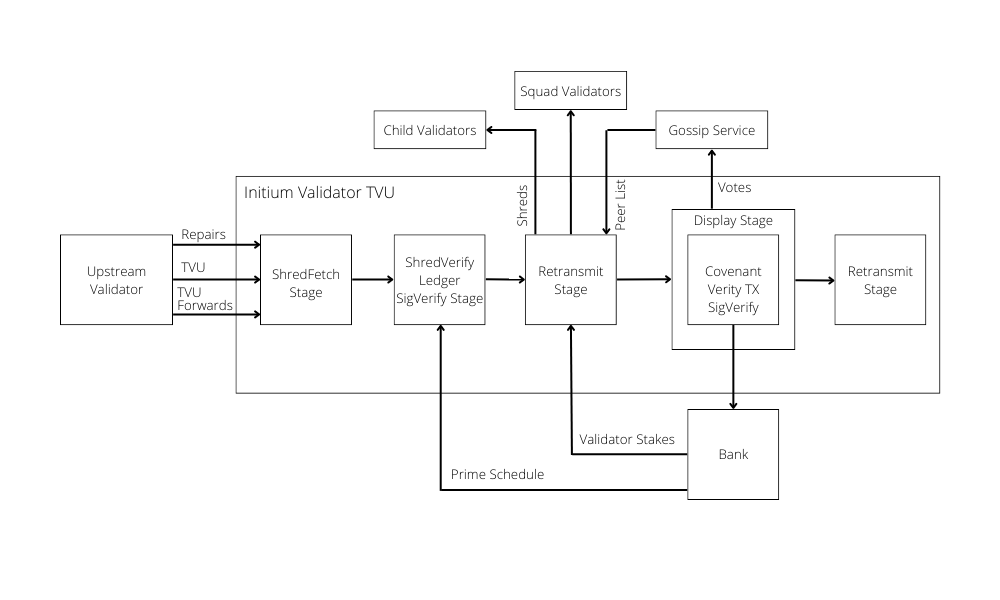 Squad Validators
Child Validators
Gossip Service
Initium Validator TVU
Shreds
Peer List
Votes
Display Stage
Repairs
TVU
TVU
Forwards
Upstream
Validator
ShredFetch
Stage
ShredVerify
Ledger
SigVerify Stage
Retransmit
Stage
Covenant
Verity TX
SigVerify
Retransmit
Stage
Validator Stakes
Prime Schedule
Bank